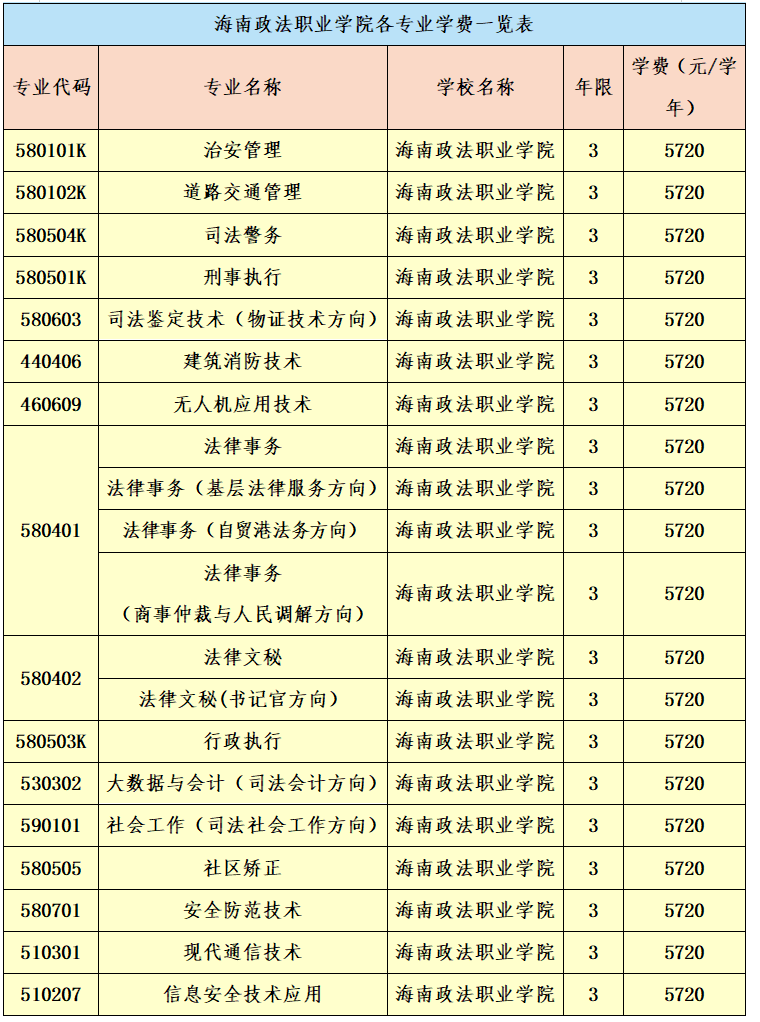 海南政法职业学院各专业学费一览表
专业代码 专业名称 学校名称 年限 学费（元/学
年）
580101K 治安管理 海南政法职业学院 3 5720
580102K 道路交通管理 海南政法职业学院 3 5720
580504K 司法警务 海南政法职业学院 3 5720
580501K 刑事执行 海南政法职业学院 3 5720
580603 司法鉴定技术（物证技术方向） 海南政法职业学院 3 5720
440406 建筑消防技术 海南政法职业学院 3 5720
460609 无人机应用技术 海南政法职业学院 3 5720
580401 法律事务 海南政法职业学院 3 5720
法律事务（基层法律服务方向） 海南政法职业学院 3 5720
法律事务（自贸港法务方向） 海南政法职业学院 3 5720
法律事务
（商事仲裁与人民调解方向） 海南政法职业学院 3 5720
580402 法律文秘 海南政法职业学院 3 5720
法律文秘(书记官方向） 海南政法职业学院 3 5720
580503K 行政执行 海南政法职业学院 3 5720
530302 大数据与会计（司法会计方向） 海南政法职业学院 3 5720
590101 社会工作（司法社会工作方向） 海南政法职业学院 3 5720
580505 社区矫正 海南政法职业学院 3 5720
580701 安全防范技术 海南政法职业学院 3 5720
510301 现代通信技术 海南政法职业学院 3 5720
510207 信息安全技术应用 海南政法职业学院 3 5720